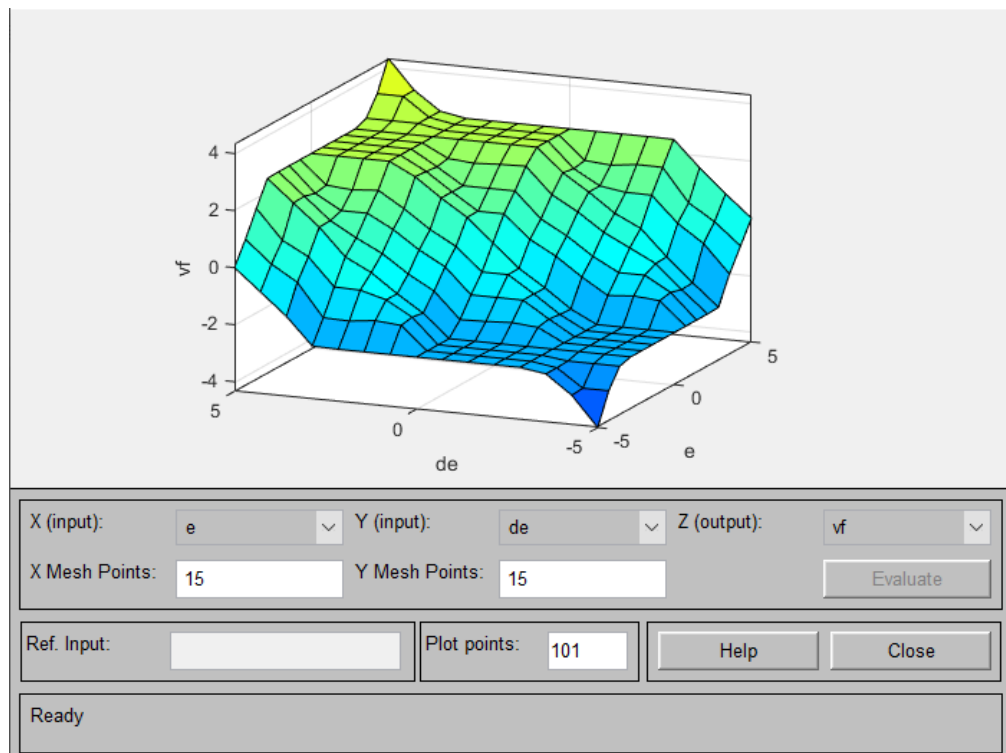 4
2
0
-2
-4
vf
5
0
-5
de
-5
0
5
e
X (input): e Y (input): de Z (output): vf
X Mesh Points: 15 Y Mesh Points: 15 Evaluate
Ref. Input: Plot points: 101 Help Close
Ready